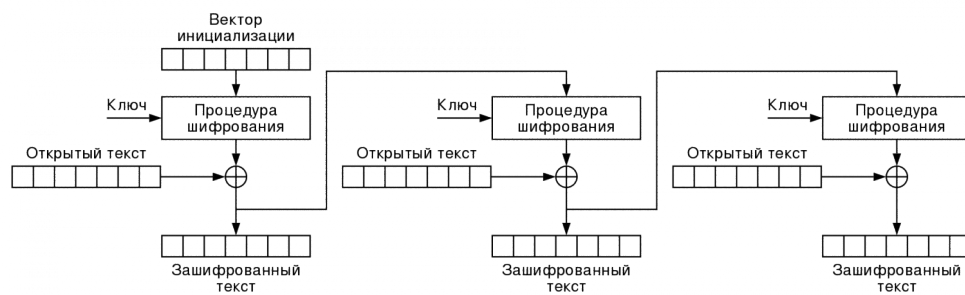 Вектор
инициализации
Ключ
Процедура
шифрования
Ключ
Процедура
шифрования
Ключ
Процедура
шифрования
Открытый текст
Открытый текст
Открытый текст
Зашифрованный
текст
Зашифрованный
текст
Зашифрованный
текст